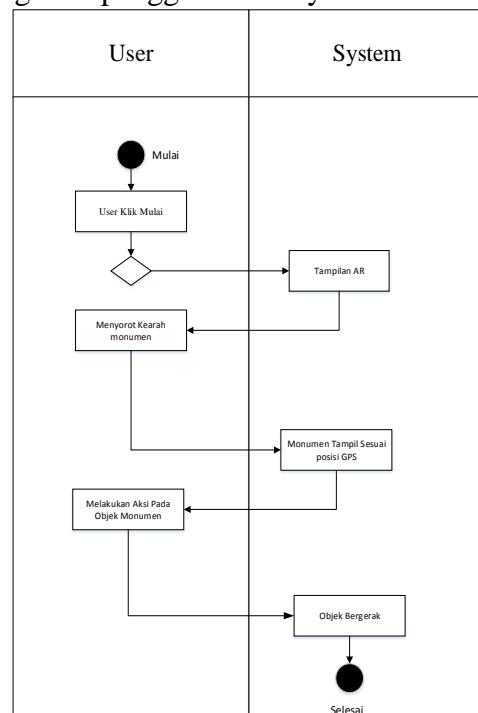 User
System
Mulai
User Klik Mulai
Tampilan AR
Menyorot Kearah
monumen
Monumen Tampil Sesuai
posisi GPS
Melakukan Aksi Pada
Objek Monumen
Objek Bergerak
Selesai